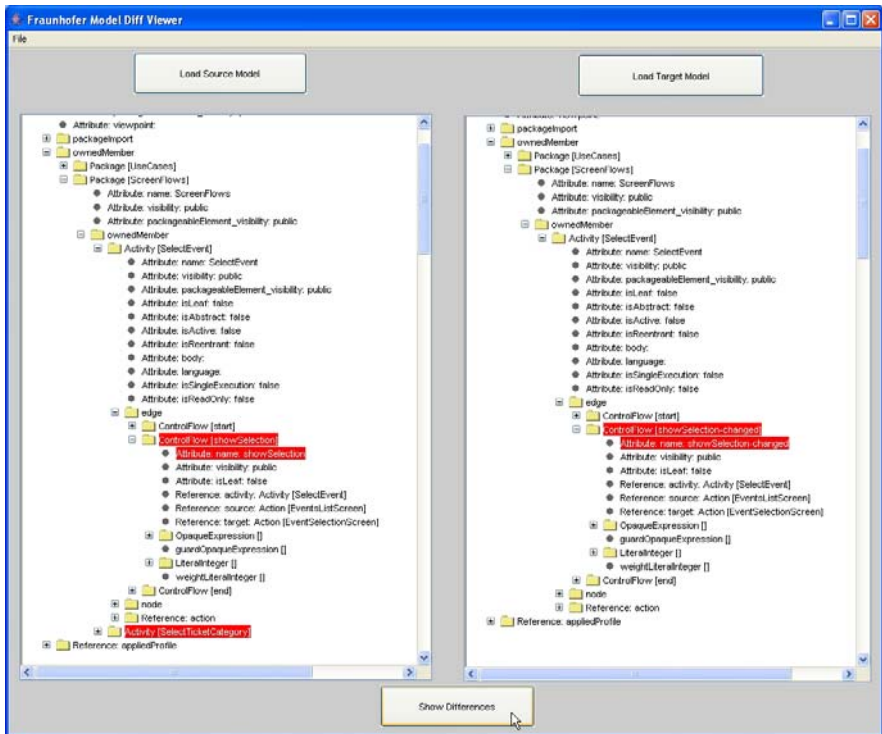 Fraunhofer Model Diff Viewer
File
Load Source Model
Load Target Model
Attribute: viewpoint:
packageImport
ownedMember
Package [UseCases]
Package [ScreenFlows]
Attribute: name: ScreenFlows
Attribute: visibility: public
Attribute: packageableElement_visibility: public
ownedMember
Activity [SelectEvent]
Attribute: name: SelectEvent
Attribute: visibility: public
Attribute: packageableElement_visibility: public
Attribute: isLeaf: false
Attribute: isAbstract: false
Attribute: isActive: false
Attribute: isReentrant: false
Attribute: body:
Attribute: language:
Attribute: isSingleExecution: false
Attribute: isReadOnly: false
edge
ControlFlow [start]
ControlFlow [showSelection]
Attribute: name: showSelection
Attribute: visibility: public
Attribute: isLeaf: false
Reference: activity: Activity [SelectEvent]
Reference: source: Action [EventsListScreen]
Reference: target: Action [EventSelectionScreen]
OpaqueExpression []
guardOpaqueExpression []
LiteralInteger []
weightLiteralInteger []
ControlFlow [end]
node
Reference: action
Activity [SelectTicketCategory]
Reference: appliedProfile
Attribute: viewpoint:
packageImport
ownedMember
Package [UseCases]
Package [ScreenFlows]
Attribute: name: ScreenFlows
Attribute: visibility: public
Attribute: packageableElement_visibility: public
ownedMember
Activity [SelectEvent]
Attribute: name: SelectEvent
Attribute: visibility: public
Attribute: packageableElement_visibility: public
Attribute: isLeaf: false
Attribute: isAbstract: false
Attribute: isActive: false
Attribute: isReentrant: false
Attribute: body:
Attribute: language:
Attribute: isSingleExecution: false
Attribute: isReadOnly: false
edge
ControlFlow [start]
ControlFlow [showSelection-changed]
Attribute: name: showSelection-changed
Attribute: visibility: public
Attribute: isLeaf: false
Reference: activity: Activity [SelectEvent]
Reference: source: Action [EventsListScreen]
Reference: target: Action [EventSelectionScreen]
OpaqueExpression []
guardOpaqueExpression []
LiteralInteger []
weightLiteralInteger []
ControlFlow [end]
node
Reference: action
Reference: appliedProfile
Show Differences